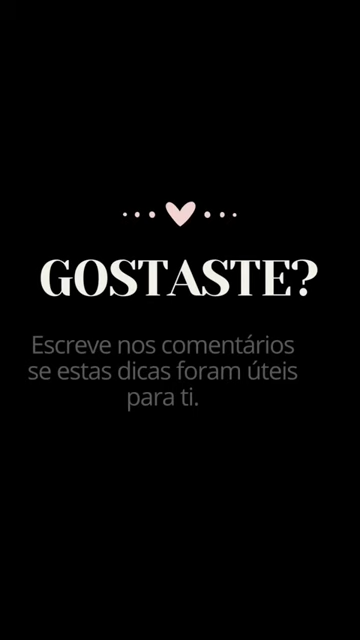 GOSTASTE?
Escreve nos comentários
se estas dicas foram úteis
para ti.